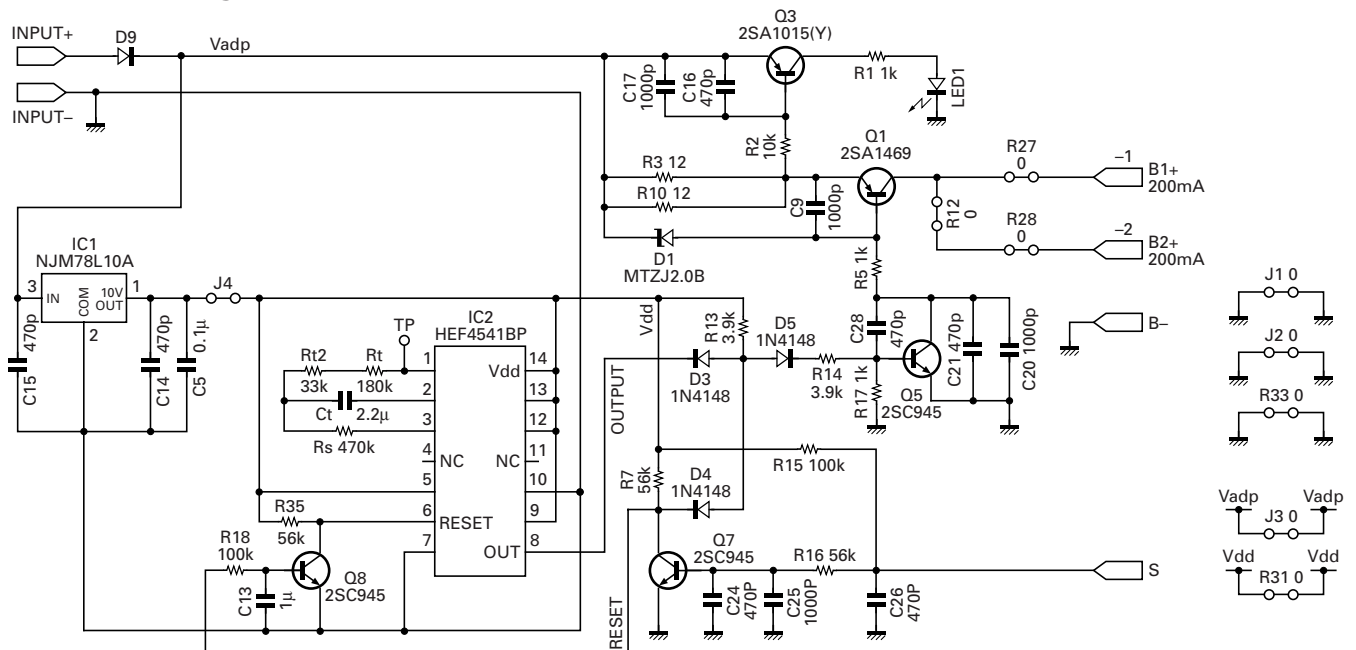 INPUT+
D9
Vadp
INPUT–
Q3
2SA1015(Y)
C17
1000p
C16
470p
R1 1k
LED1
R2
10k
Q1
2SA1469
R3 12
R10 12
C9
1000p
R27
0
–1
B1+
200mA
R12
0
R28
0
–2
B2+
200mA
D1
MTZJ2.0B
R5 1k
IC1
NJM78L10A
3
IN
COM
10V
OUT
1
2
J4
C15
470p
C14
470p
C5
0.1µ
TP
IC2
HEF4541BP
Rt2
33k
Rt
180k
Ct
2.2µ
Rs 470k
1
2
3
4
NC
5
6
RESET
7
14
Vdd
13
12
11
NC
10
9
8
OUT
Vdd
R13
3.9k
D5
1N4148
D3
1N4148
OUTPUT
R14
3.9k
C28
470p
R17 1k
Q5
2SC945
C21 470p
C20 1000p
B–
R15 100k
R7
56k
D4
1N4148
R35
56k
R18
100k
C13
1µ
Q8
2SC945
Q7
2SC945
R16 56k
C24
470P
C25
1000P
C26
470P
RESET
S
J1 0
J2 0
R33 0
Vadp
Vadp
J3 0
Vdd
Vdd
R31 0